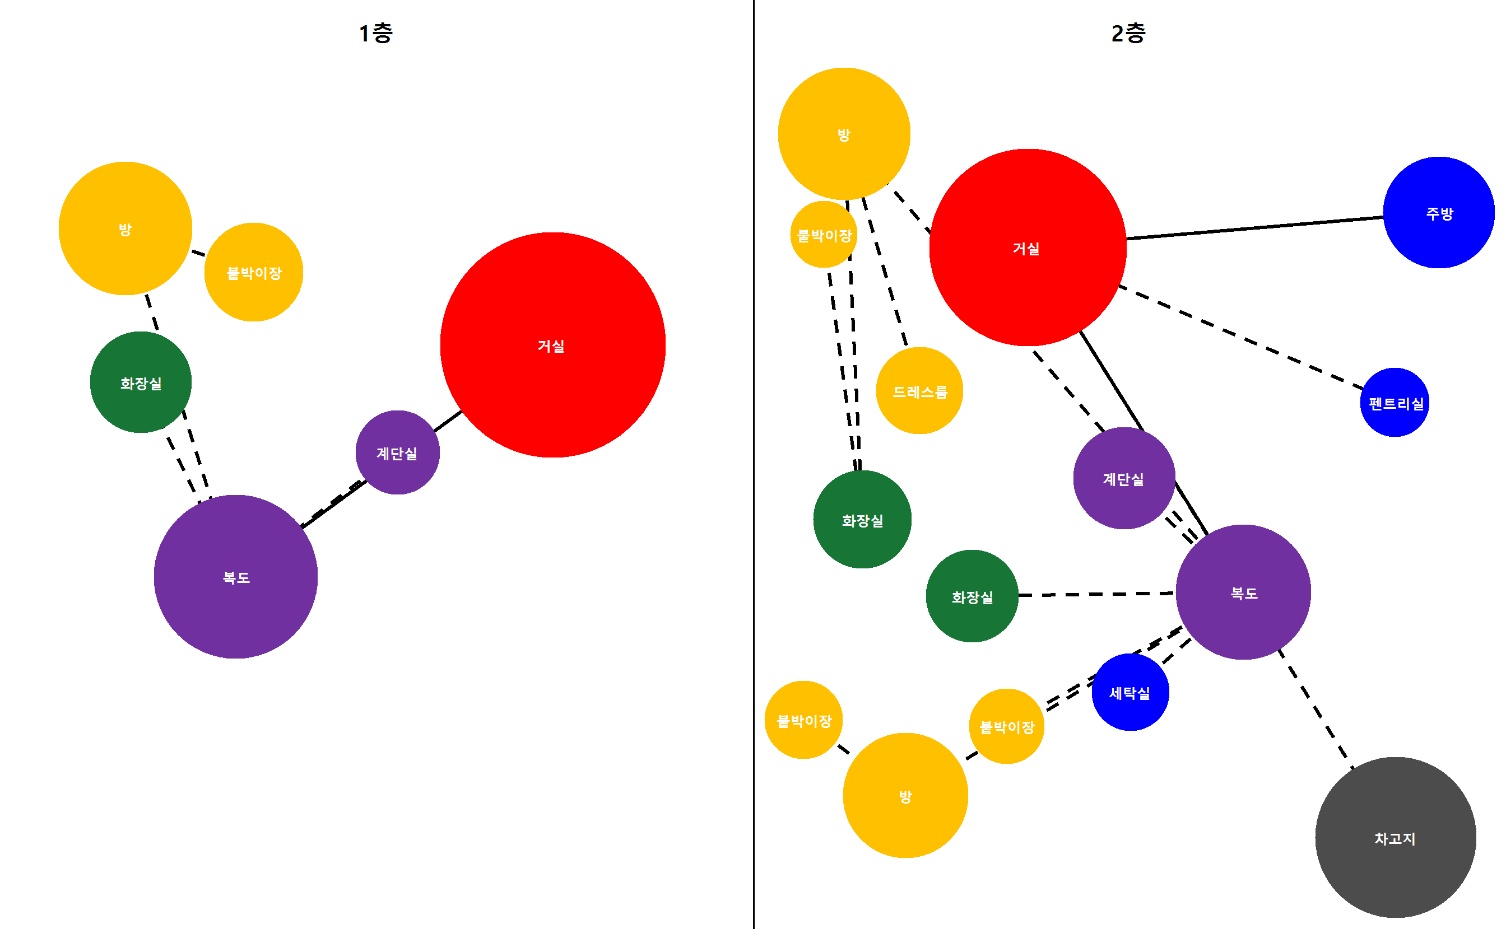 1층
방
붙박이장
화장실
거실
계단실
복도
2층
방
붙박이장
거실
주방
드레스룸
펜트리실
계단실
화장실
화장실
복도
세탁실
붙박이장
붙박이장
방
차고지